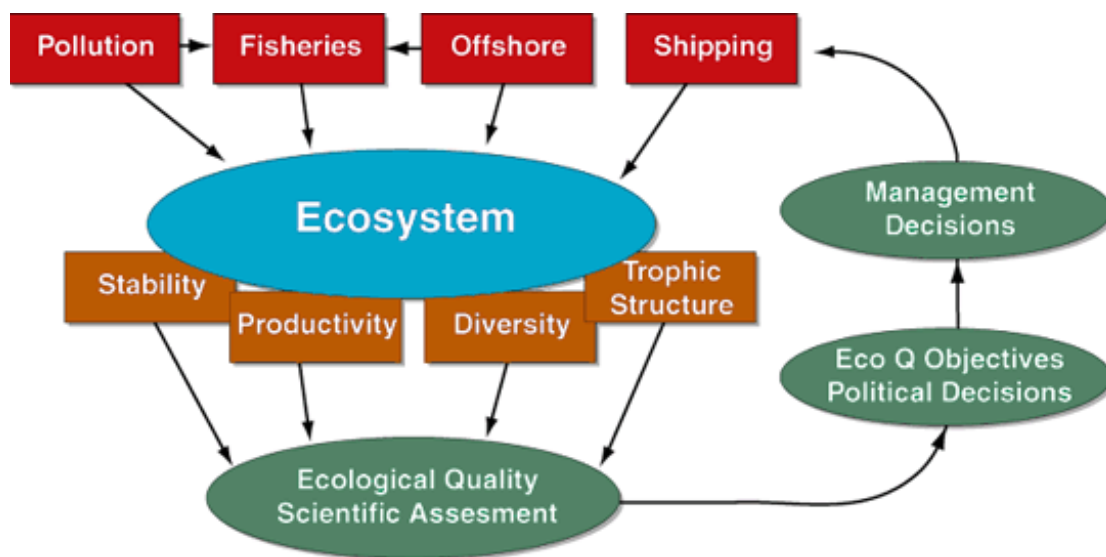 Pollution
Fisheries
Offshore
Shipping
Ecosystem
Management
Decisions
Stability
Productivity
Diversity
Trophic
Structure
Eco Q Objectives
Political Decisions
Ecological Quality
Scientific Assesment